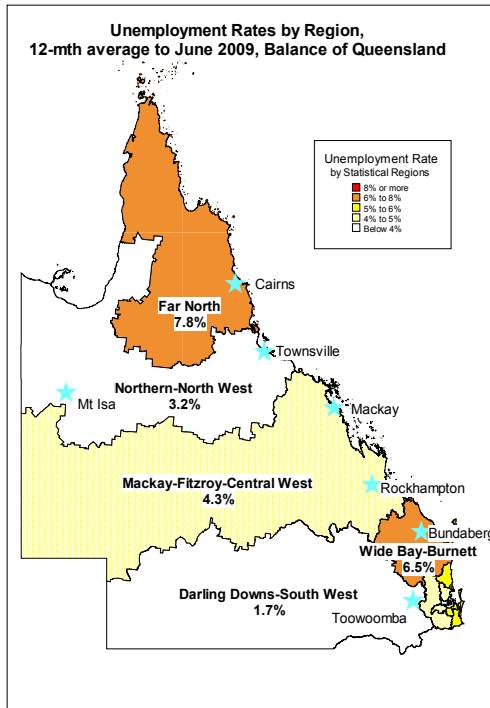 Unemployment Rates by Region,
12-mth average to June 2009, Balance of Queensland
Unemployment Rate
by Statistical Regions
8% or more
6% to 8%
5% to 6%
4% to 5%
Below 4%
Cairns
Far North
7.8%
Townsville
Northern-North West
3.2%
Mt Isa
Mackay
Mackay-Fitzroy-Central West
4.3%
Rockhampton
Bundaberg
Wide Bay-Burnett
6.5%
Darling Downs-South West
1.7%
Toowoomba